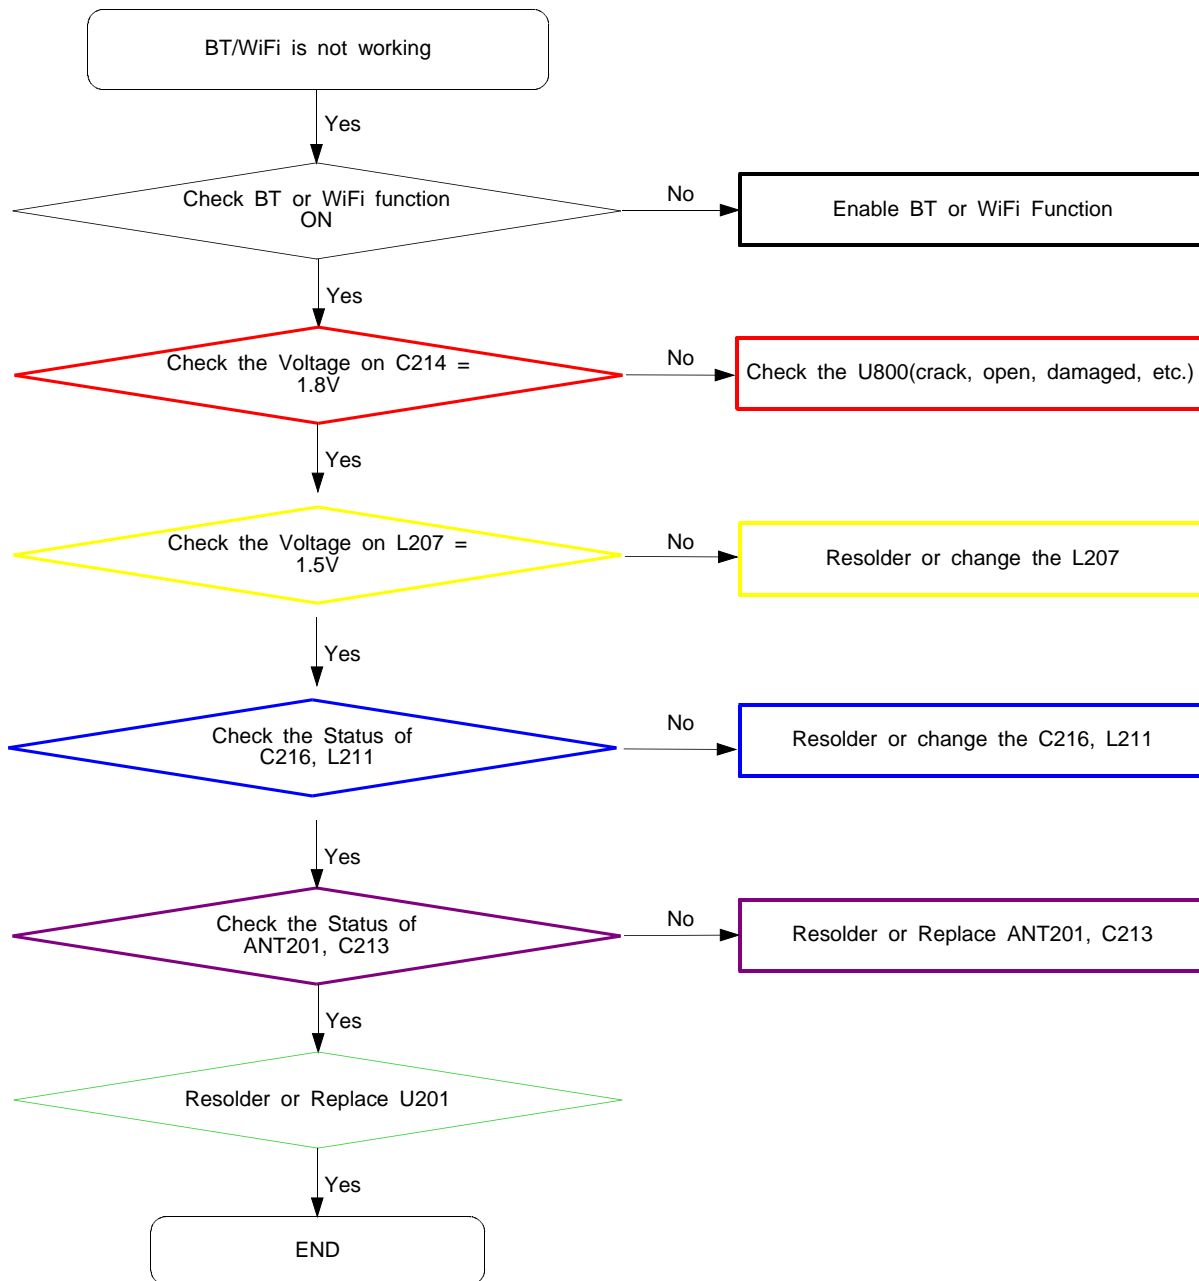 BT/WiFi is not working
Yes
Check BT or WiFi function
ON
No
Enable BT or WiFi Function
Yes
Check the Voltage on C214 =
1.8V
No
Check the U800(crack, open, damaged, etc.)
Yes
Check the Voltage on L207 =
1.5V
No
Resolder or change the L207
Yes
Check the Status of
C216, L211
No
Resolder or change the C216, L211
Yes
Check the Status of
ANT201, C213
No
Resolder or Replace ANT201, C213
Yes
Resolder or Replace U201
Yes
END